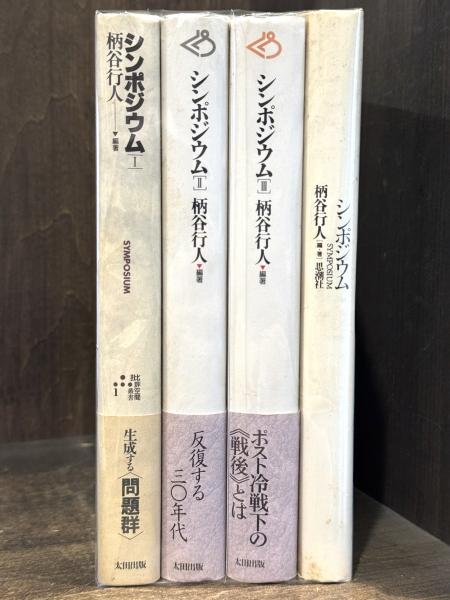 シンポジウム[Ⅰ]
柄谷行人
▼編著
SYMPOSIUM
批評空間
叢書
1
生成する〈問題群〉
太田出版
シンポジウム[Ⅱ]
柄谷行人
▼編著
反復する
三〇年代
太田出版
シンポジウム[Ⅲ]
柄谷行人
▼編著
ポスト冷戦下の
《戦後》とは
太田出版
シンポジウム
SYMPOSIUM
柄谷行人[編・著]思潮社